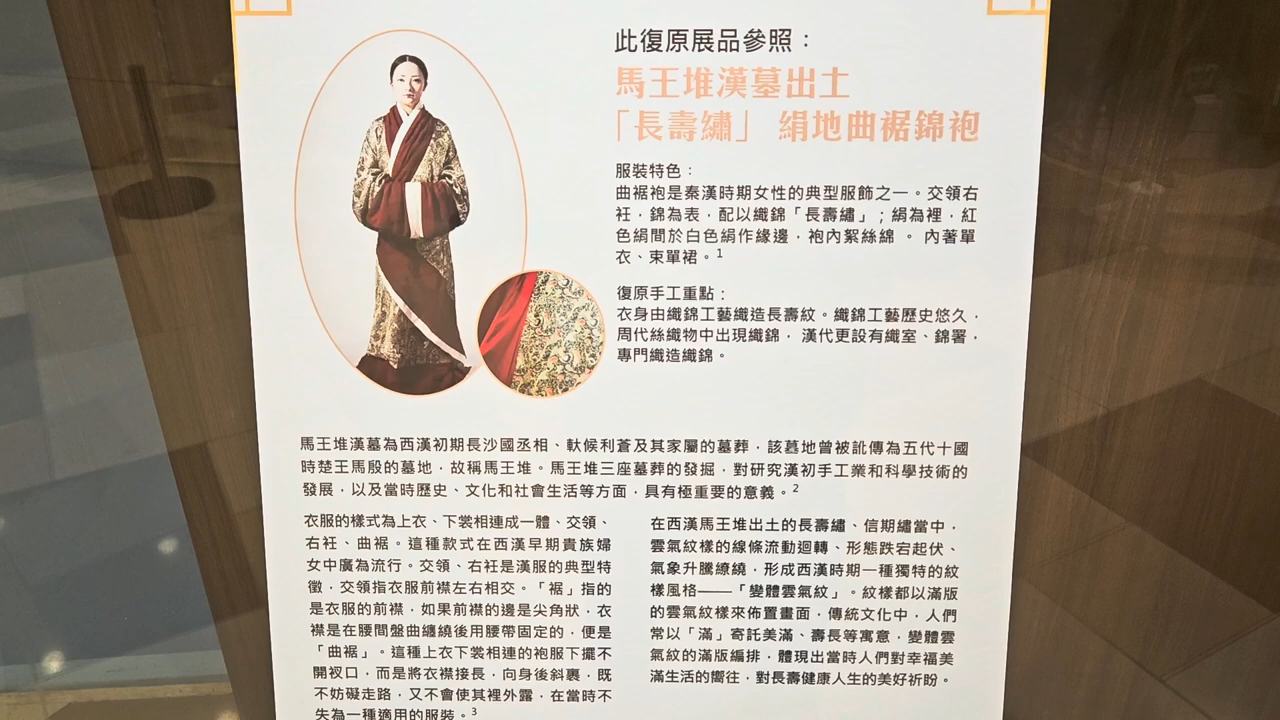 此復原展品參照：
馬王堆漢墓出土
「長壽繡」 絹地曲裾錦袍
服裝特色：
曲裾袍是秦漢時期女性的典型服飾之一。交領右
衽，錦為表，配以織錦「長壽繡」；絹為裡，紅
色絹間於白色絹作緣邊，袍內絮絲綿 。 內著單
衣、束單裙。1
復原手工重點：
衣身由織錦工藝織造長壽紋。織錦工藝歷史悠久，
周代絲織物中出現織錦， 漢代更設有織室、錦署，
專門織造織錦。
馬王堆漢墓為西漢初期長沙國丞相、軑候利蒼及其家屬的墓葬，該墓地曾被訛傳為五代十國
時楚王馬殷的墓地，故稱馬王堆。馬王堆三座墓葬的發掘，對研究漢初手工業和科學技術的
發展，以及當時歷史、文化和社會生活等方面，具有極重要的意義。2
衣服的樣式為上衣、下裳相連成一體、交領、
右衽、曲裾。這種款式在西漢早期貴族婦
女中廣為流行。交領、右衽是漢服的典型特
徵，交領指衣服前襟左右相交。「裾」指的
是衣服的前襟，如果前襟的邊是尖角狀，衣
襟是在腰間盤曲纏繞後用腰帶固定的，便是
「曲裾」。這種上衣下裳相連的袍服下擺不
開衩口，而是將衣襟接長，向身後斜裹，既
不妨礙走路，又不會使其裡外露，在當時不
失為一種適用的服裝。3
在西漢馬王堆出土的長壽繡、信期繡當中，
雲氣紋樣的線條流動迴轉、形態跌宕起伏、
氣象升騰繚繞，形成西漢時期一種獨特的紋
樣風格——「變體雲氣紋」。紋樣都以滿版
的雲氣紋樣來佈置畫面，傳統文化中，人們
常以「滿」寄託美滿、壽長等寓意，變體雲
氣紋的滿版編排，體現出當時人們對幸福美
滿生活的嚮往，對長壽健康人生的美好祈盼。